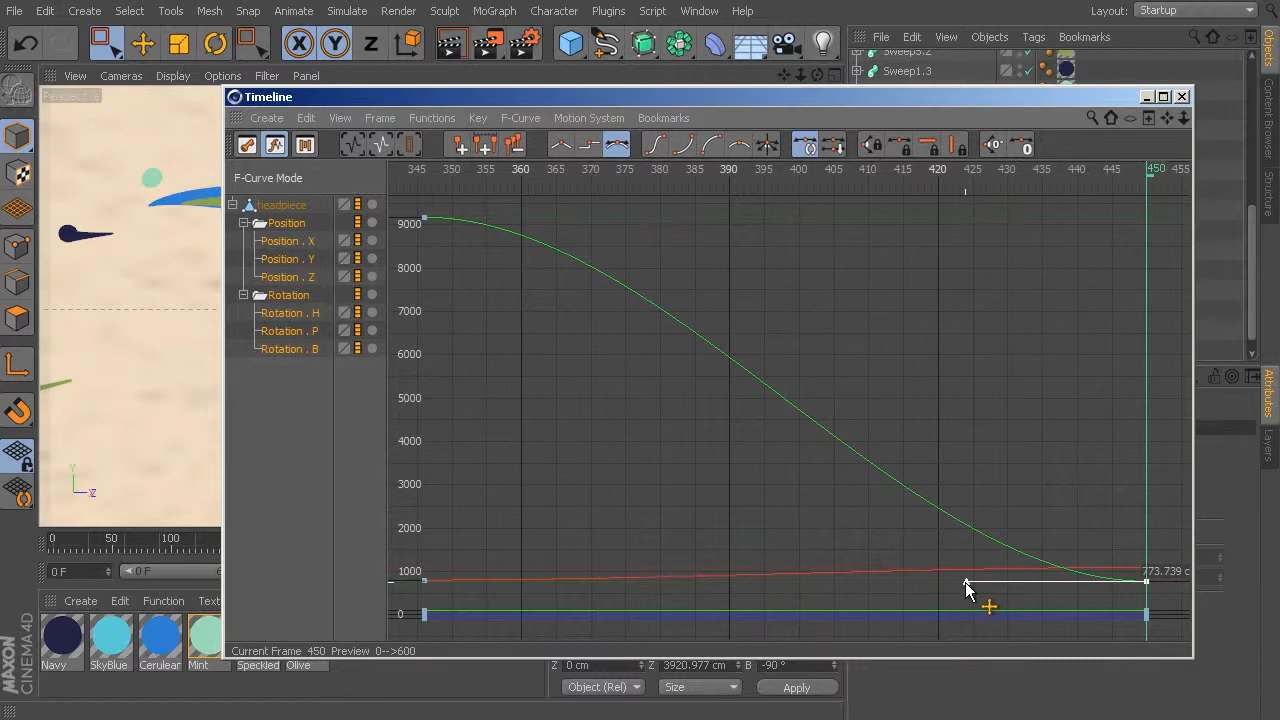 File Edit Create Select Tools Mesh Snap Animate Simulate Render Sculpt MoGraph Character Plugins Script Window Help Layout: Startup
X Y Z
View Cameras Display Options Filter Panel
File Edit View Objects Tags Bookmarks
Sweep1.3
Perspective
Timeline
Create Edit View Frame Functions Key F-Curve Motion System Bookmarks
F-Curve Mode
345 350 355 360 365 370 375 380 385 390 395 400 405 410 415 420 425 430 435 440 445 450 455
headpiece
Position
Position . X
Position . Y
Position . Z
Rotation
Rotation . H
Rotation . P
Rotation . B
9000
8000
7000
6000
5000
4000
3000
2000
1000
0
773.739 c
Current Frame 450 Preview 0-->600
Objects
Content Browser
Structure
Attributes
Layers
Y
Z
0 50 100
0 F
0 F
Create Edit Function Text
Navy SkyBlue Cerulear Mint Speckled Olive
MAXON
CINEMA 4D
Z 0 cm Z 3920.977 cm B -90 °
Object (Rel) Size Apply